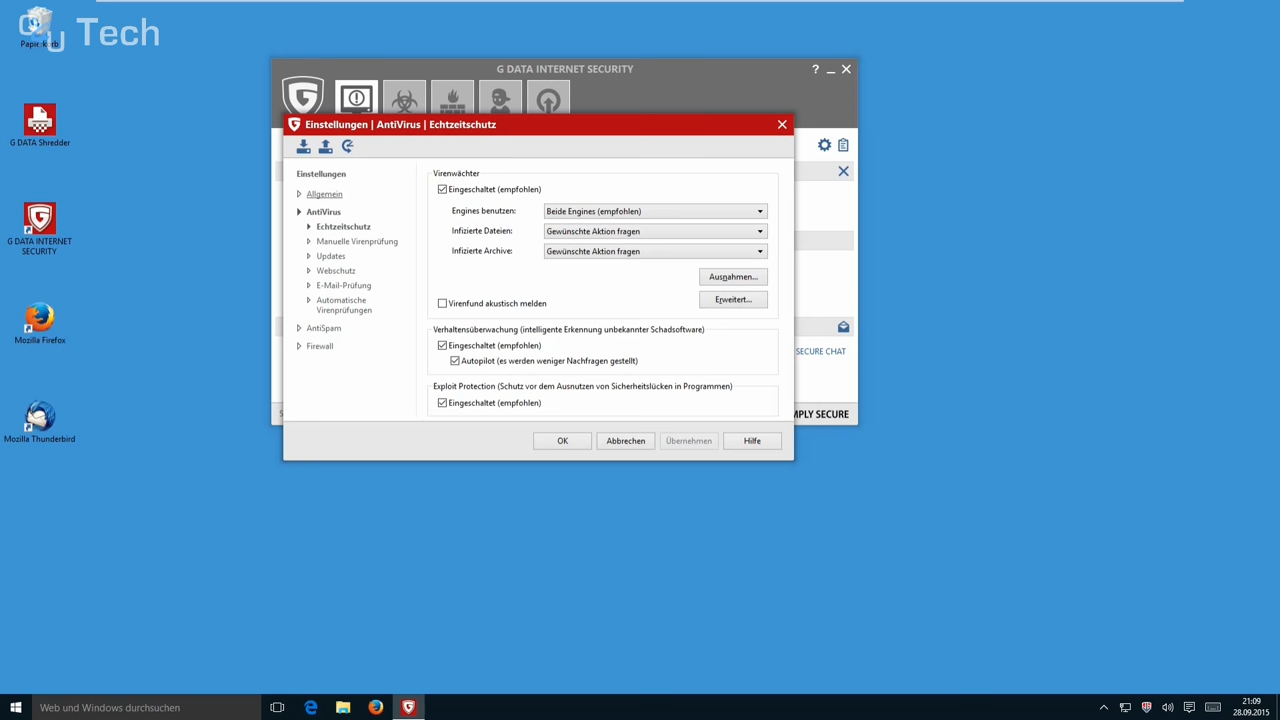 Tech
Papierkorb
G DATA Shredder
G DATA INTERNET
SECURITY
Mozilla Firefox
Mozilla Thunderbird
G DATA INTERNET SECURITY
?
Einstellungen | AntiVirus | Echtzeitschutz
Einstellungen
Allgemein
AntiVirus
Echtzeitschutz
Manuelle Virenprüfung
Updates
Webschutz
E-Mail-Prüfung
Automatische
Virenprüfungen
AntiSpam
Firewall
Virenwächter
Eingeschaltet (empfohlen)
Engines benutzen: Beide Engines (empfohlen)
Infizierte Dateien: Gewünschte Aktion fragen
Infizierte Archive: Gewünschte Aktion fragen
Ausnahmen...
Virenfund akustisch melden
Erweitert...
Verhaltensüberwachung (intelligente Erkennung unbekannter Schadsoftware)
Eingeschaltet (empfohlen)
Autopilot (es werden weniger Nachfragen gestellt)
Exploit Protection (Schutz vor dem Ausnutzen von Sicherheitslücken in Programmen)
Eingeschaltet (empfohlen)
OK Abbrechen Übernehmen Hilfe
SECURE CHAT
MPLY SECURE
Web und Windows durchsuchen
21:09
28.09.2015